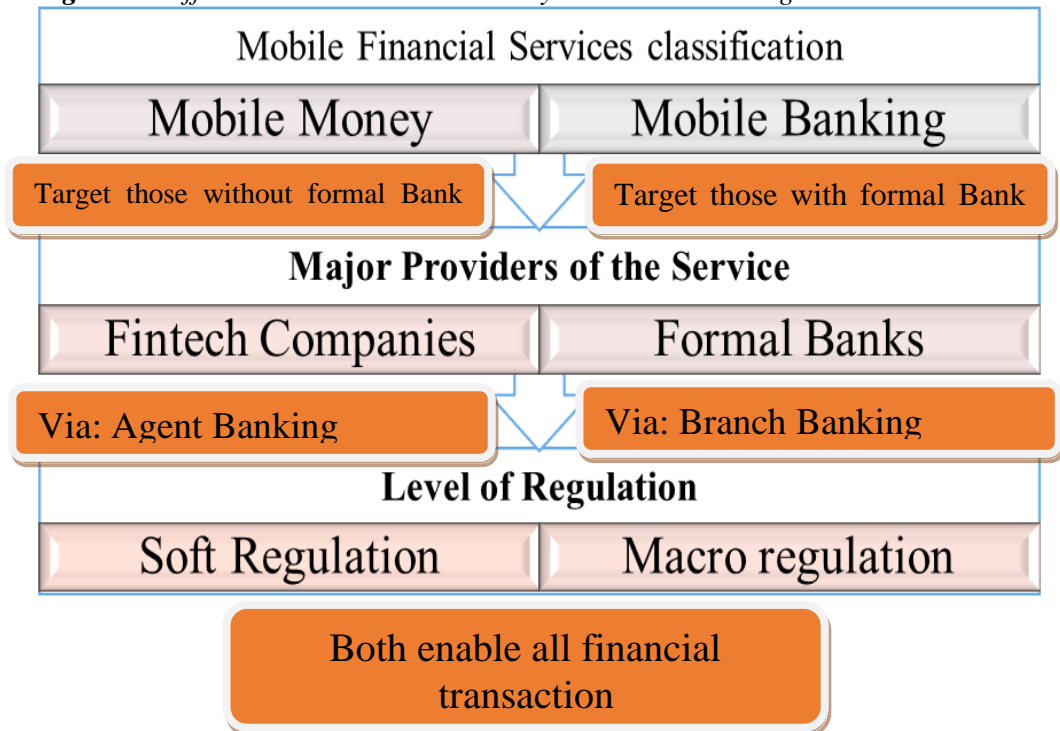 Mobile Financial Services classification
Mobile Money
Mobile Banking
Target those without formal Bank
Target those with formal Bank
Major Providers of the Service
Fintech Companies
Formal Banks
Via: Agent Banking
Via: Branch Banking
Level of Regulation
Soft Regulation
Macro regulation
Both enable all financial
transaction